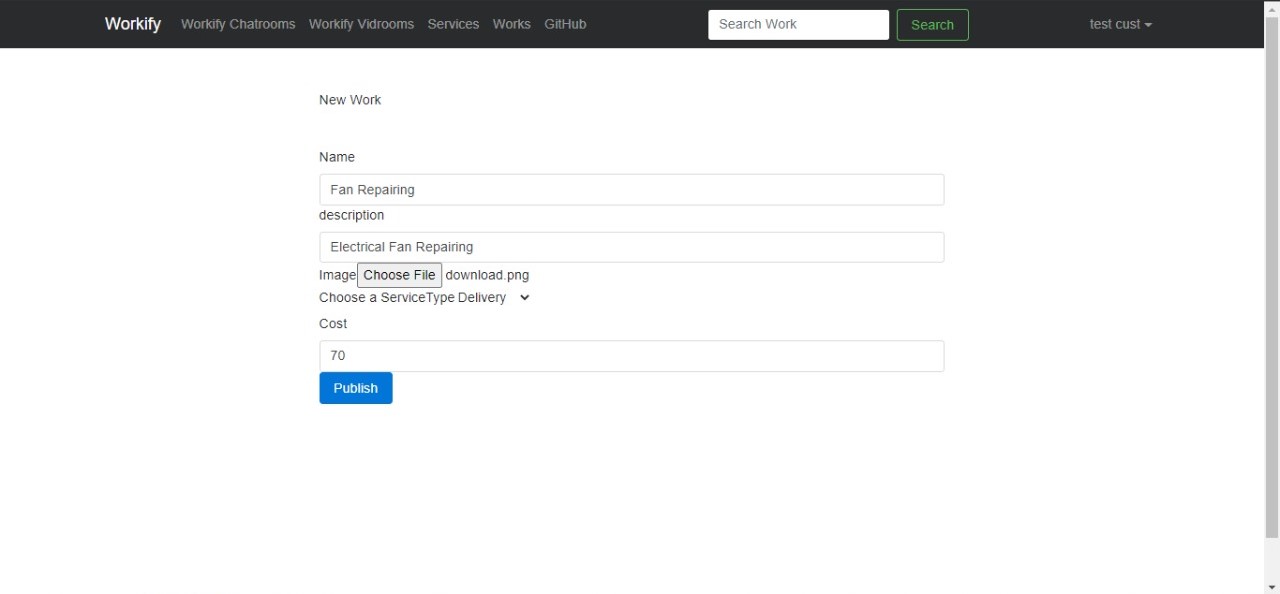 Workify Workify Chatrooms Workify Vidrooms Services Works GitHub Search Work Search test cust
New Work
Name
Fan Repairing
description
Electrical Fan Repairing
Image Choose File download.png
Choose a ServiceType Delivery
Cost
70
Publish